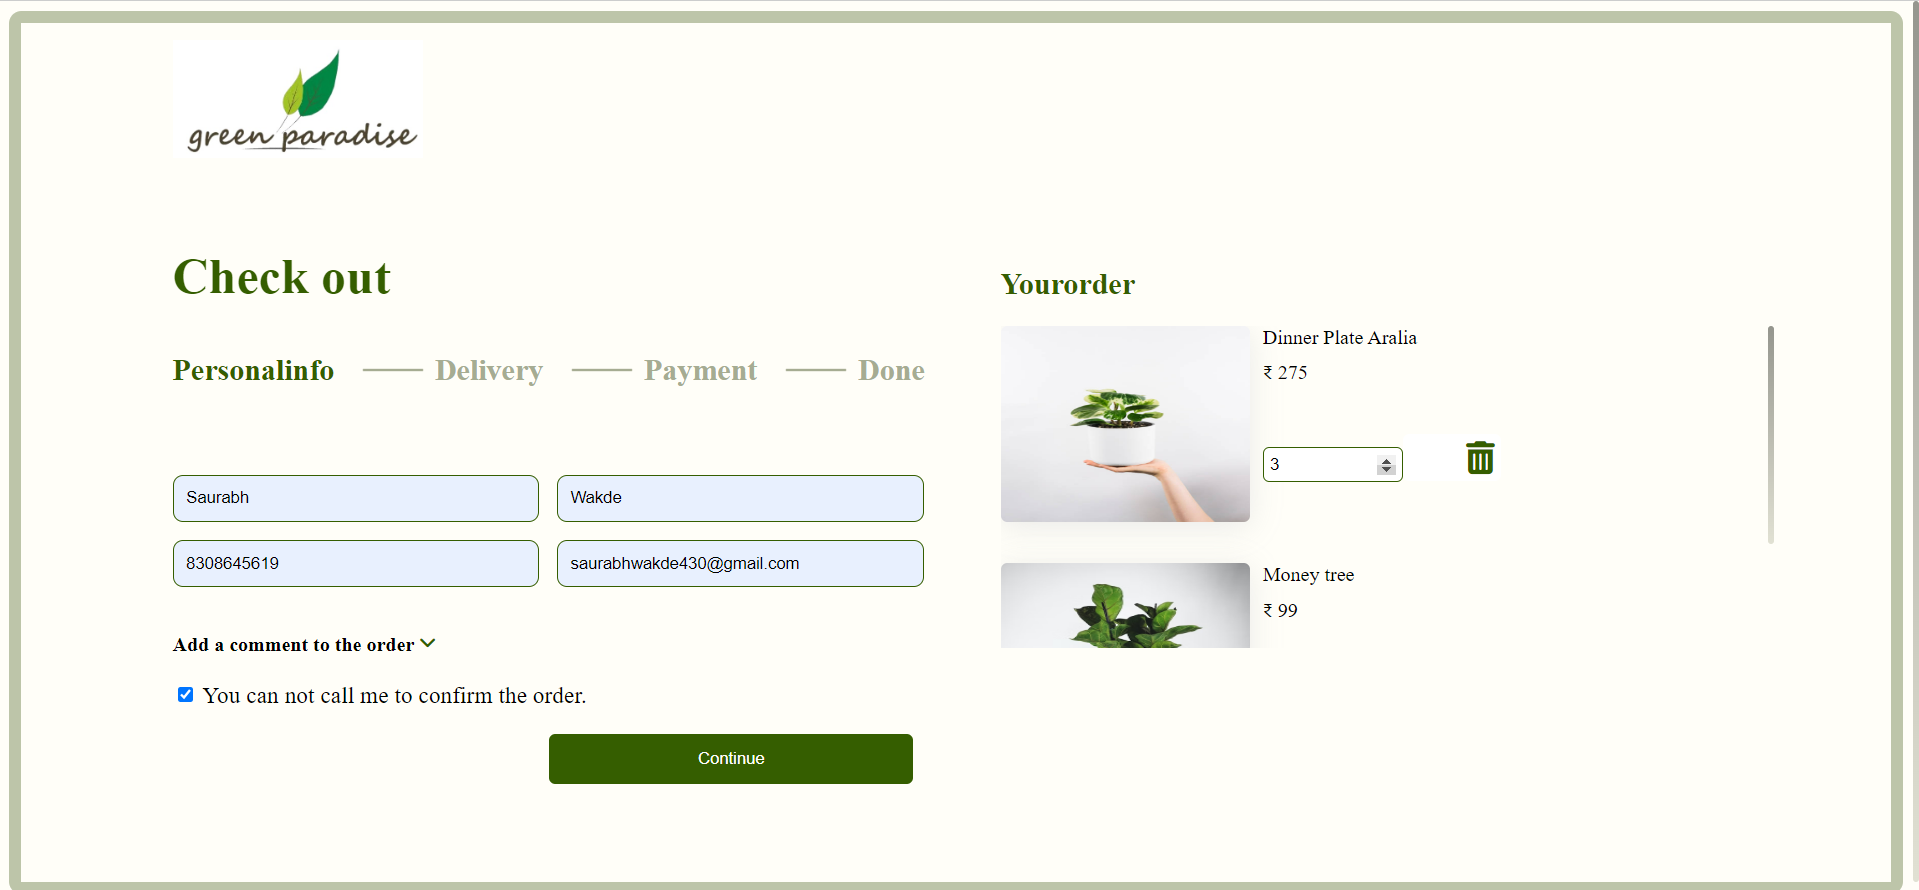 green paradise
Check out
Personalinfo Delivery Payment Done
Saurabh Wakde
8308645619 saurabhwakde430@gmail.com
Add a comment to the order
You can not call me to confirm the order.
Continue
Yourorder
Dinner Plate Aralia
₹ 275
3
Money tree
₹ 99